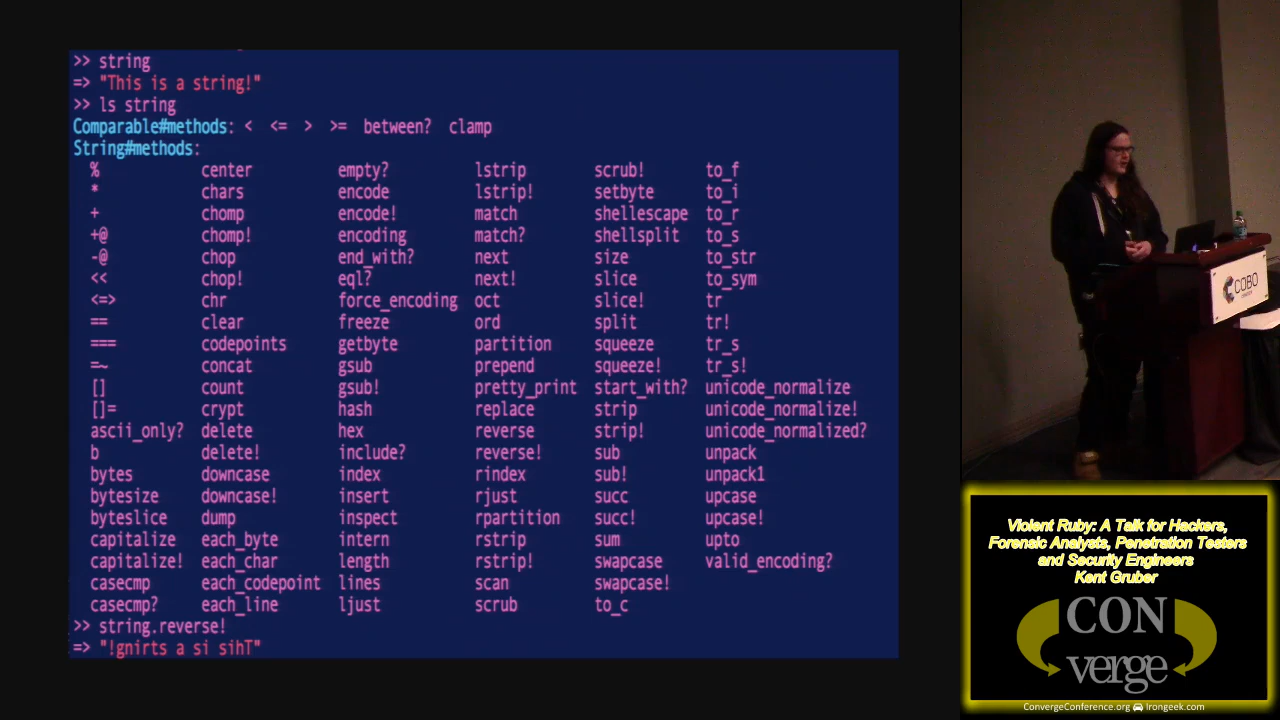 >> string
=> "This is a string!"
>> ls string
Comparable#methods: < <= > >= between? clamp
String#methods:
% center empty? lstrip scrub! to_f
* chars encode lstrip! setbyte to_i
+ chomp encode! match shellescape to_r
+@ chomp! encoding match? shellsplit to_s
-@ chop end_with? next size to_str
<< chop! eql? next! slice to_sym
<=> chr force_encoding oct slice! tr
== clear freeze ord split tr!
=== codepoints getbyte partition squeeze tr_s
=~ concat gsub prepend squeeze! tr_s!
[] count gsub! pretty_print start_with? unicode_normalize
[]= crypt hash replace strip unicode_normalize!
ascii_only? delete hex reverse strip! unicode_normalized?
b delete! include? reverse! sub unpack
bytes downcase index rindex sub! unpack1
bytesize downcase! insert rjust succ upcase
byteslice dump inspect rpartition succ! upcase!
capitalize each_byte intern rstrip sum upto
capitalize! each_char length rstrip! swapcase valid_encoding?
casecmp each_codepoint lines scan swapcase!
casecmp? each_line ljust scrub to_c
>> string.reverse!
=> "!gnirts a si sihT"
COBO
Violent Ruby: A Talk for Hackers,
Forensic Analysts, Penetration Testers
and Security Engineers
Kent Gruber
CON
verge
ConvergeConference.org Irongeek.com